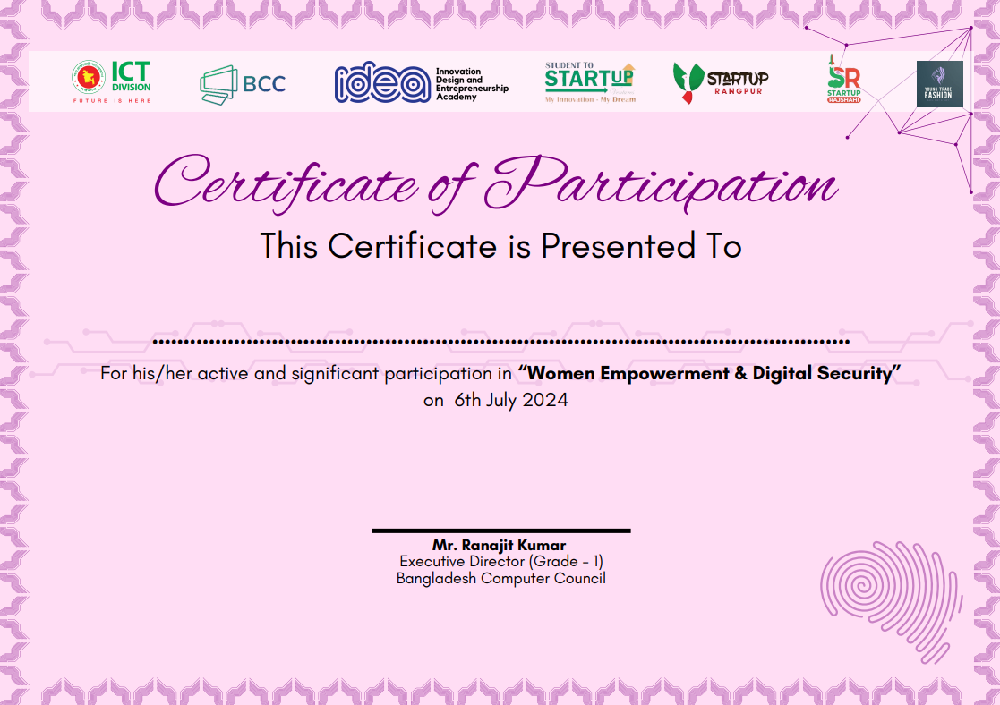 ICT
DIVISION
FUTURE IS HERE
BCC
idea
Innovation
Design and
Entrepreneurship
Academy
STUDENT TO
STARTUP
My Innovation - My Dream
STARTUP
RANGPUR
SR
STARTUP
RAJSHAHI
YOUNG TRADE
FASHION
Certificate of Participation
This Certificate is Presented To
For his/her active and significant participation in “Women Empowerment & Digital Security”
on 6th July 2024
Mr. Ranajit Kumar
Executive Director (Grade - 1)
Bangladesh Computer Council